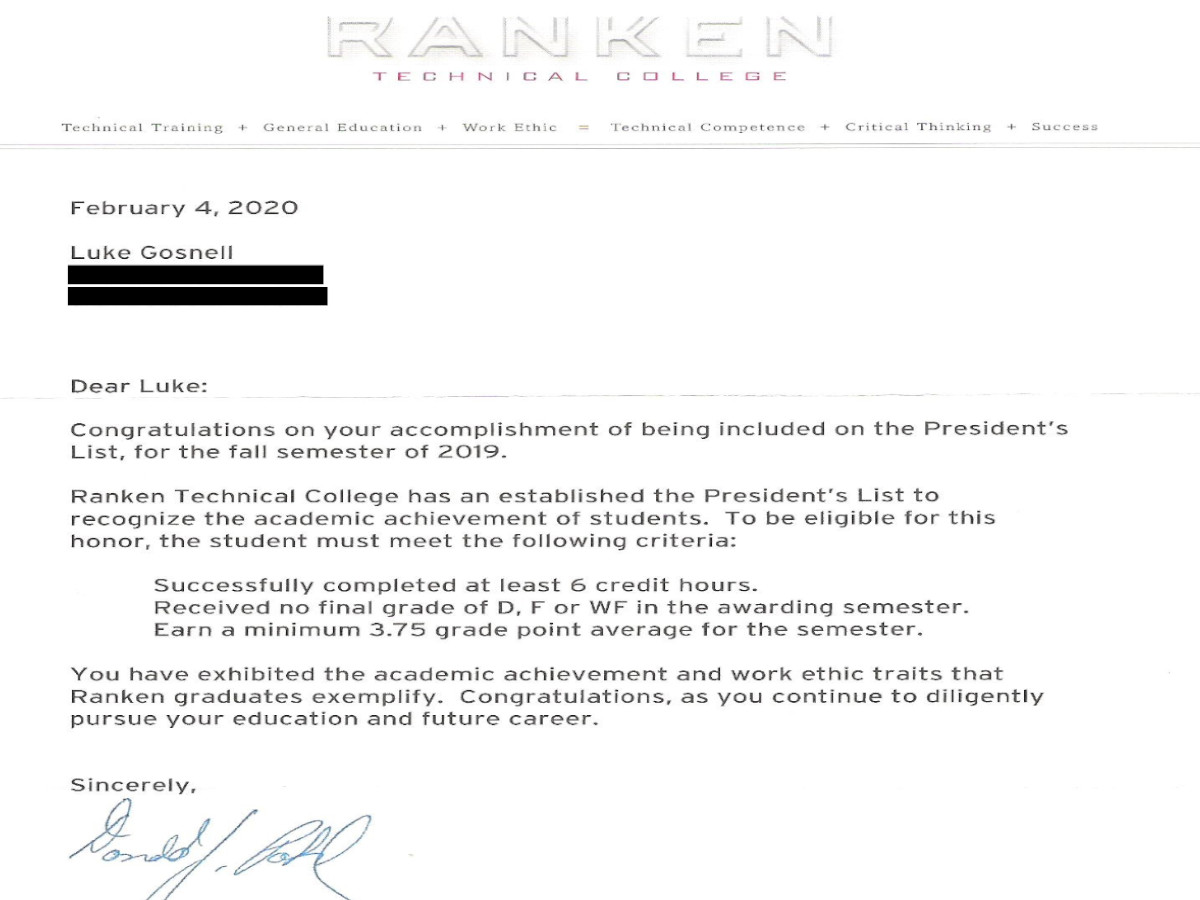 RANKEN
TECHNICAL COLLEGE
Technical Training + General Education + Work Ethic = Technical Competence + Critical Thinking + Success
February 4, 2020
Luke Gosnell
Dear Luke:
Congratulations on your accomplishment of being included on the President's
List, for the fall semester of 2019.
Ranken Technical College has an established the President's List to
recognize the academic achievement of students. To be eligible for this
honor, the student must meet the following criteria:
Successfully completed at least 6 credit hours.
Received no final grade of D, F or WF in the awarding semester.
Earn a minimum 3.75 grade point average for the semester.
You have exhibited the academic achievement and work ethic traits that
Ranken graduates exemplify. Congratulations, as you continue to diligently
pursue your education and future career.
Sincerely,